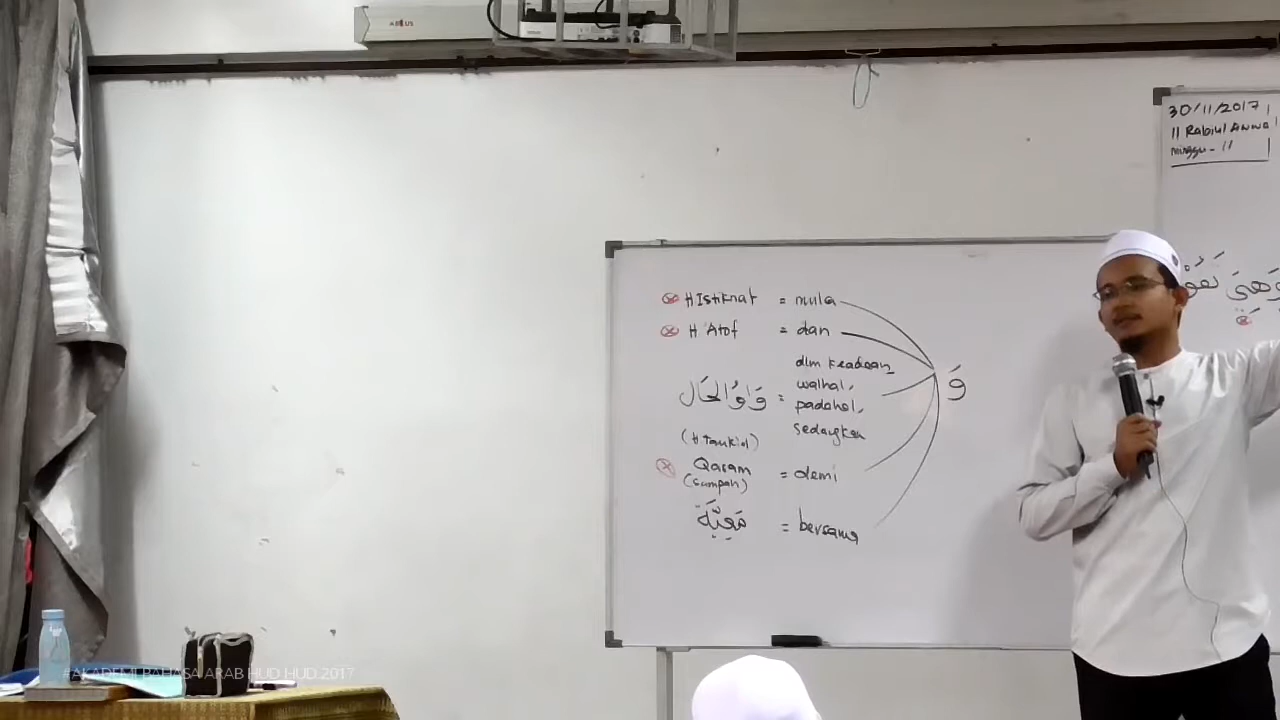 30/11/2017
11 Rabiul Awwa
minggu - 11
H Istiknaf = mula
H 'Atof = dan
وَاوُ الحَال = dlm keadaan, walhal, padahal, sedangkan
وَ
(H taukid)
Qasam (sumpah) = demi
مَعِيَّة = bersama
وَهِيَ تَقُو
#AKADEMI BAHASA ARAB HUD HUD 2017